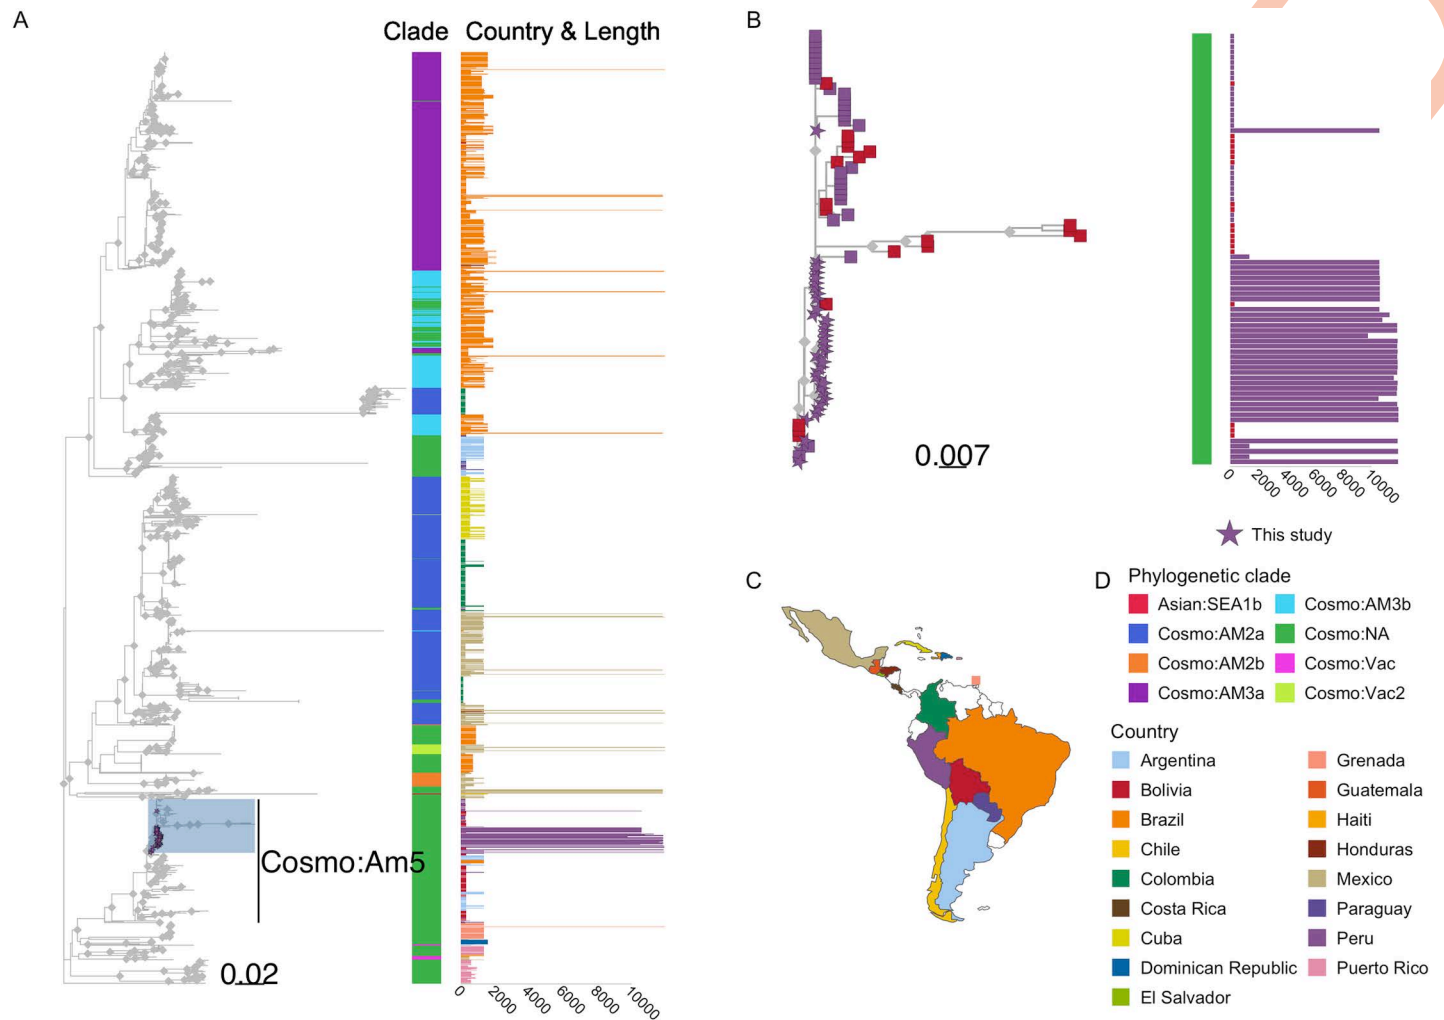 A
Clade
Country & Length
Cosmo:Am5
0.02
0
2000
4000
6000
8000
10000
B
0.007
0
2000
4000
6000
8000
10000
This study
C
D
Phylogenetic clade
Asian:SEA1b
Cosmo:AM3b
Cosmo:AM2a
Cosmo:NA
Cosmo:AM2b
Cosmo:Vac
Cosmo:AM3a
Cosmo:Vac2
Country
Argentina
Grenada
Bolivia
Guatemala
Brazil
Haiti
Chile
Honduras
Colombia
Mexico
Costa Rica
Paraguay
Cuba
Peru
Dominican Republic
Puerto Rico
El Salvador